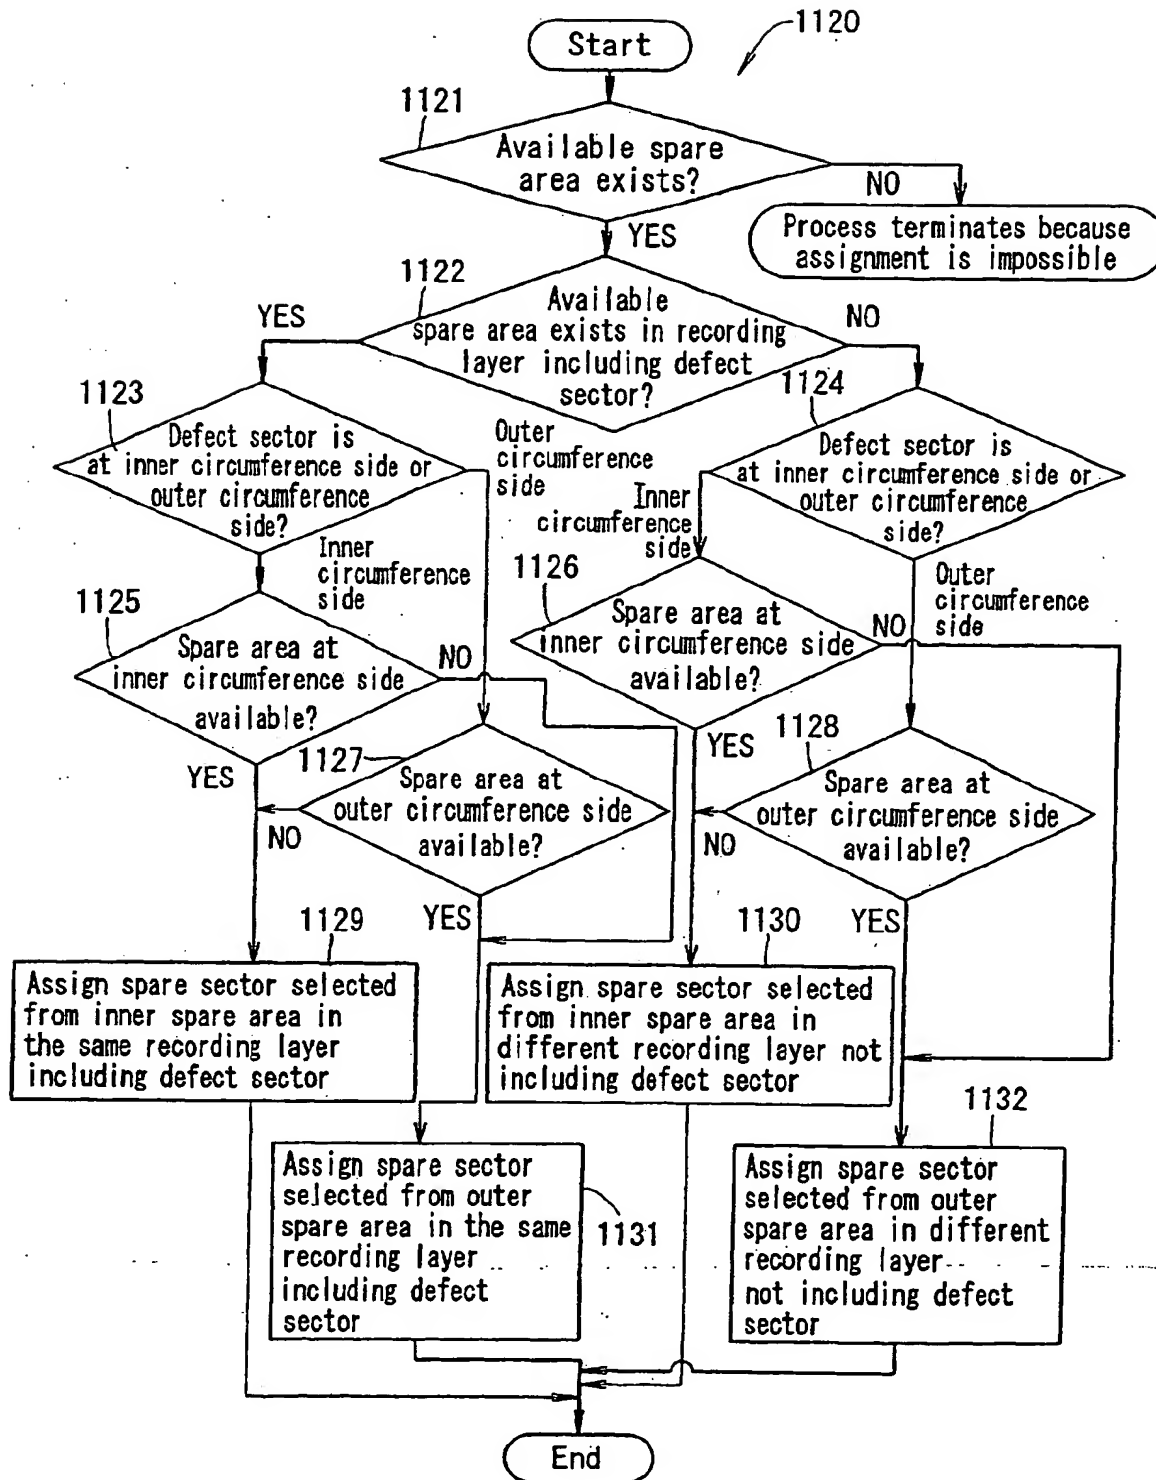 1120
Start
1121
Available spare
area exists?
NO
Process terminates because
assignment is impossible
YES
1122
Available
spare area exists in recording
layer including defect
sector?
YES
NO
1123
Defect sector is
at inner circumference side or
outer circumference
side?
Outer
circumference
side
1124
Defect sector is
at inner circumference side or
outer circumference
side?
Inner
circumference
side
Inner
circumference
side
Outer
circumference
side
1125
Spare area at
inner circumference side
available?
NO
YES
1126
Spare area at
inner circumference side
available?
NO
YES
1127
Spare area at
outer circumference side
available?
NO
YES
1128
Spare area at
outer circumference side
available?
NO
YES
1129
Assign spare sector selected
from inner spare area in
the same recording layer
including defect sector
1130
Assign spare sector selected
from inner spare area in
different recording layer not
including defect sector
1131
Assign spare sector
selected from outer
spare area in the same
recording layer
including defect
sector
1132
Assign spare sector
selected from outer
spare area in different
recording layer
not including defect
sector
End